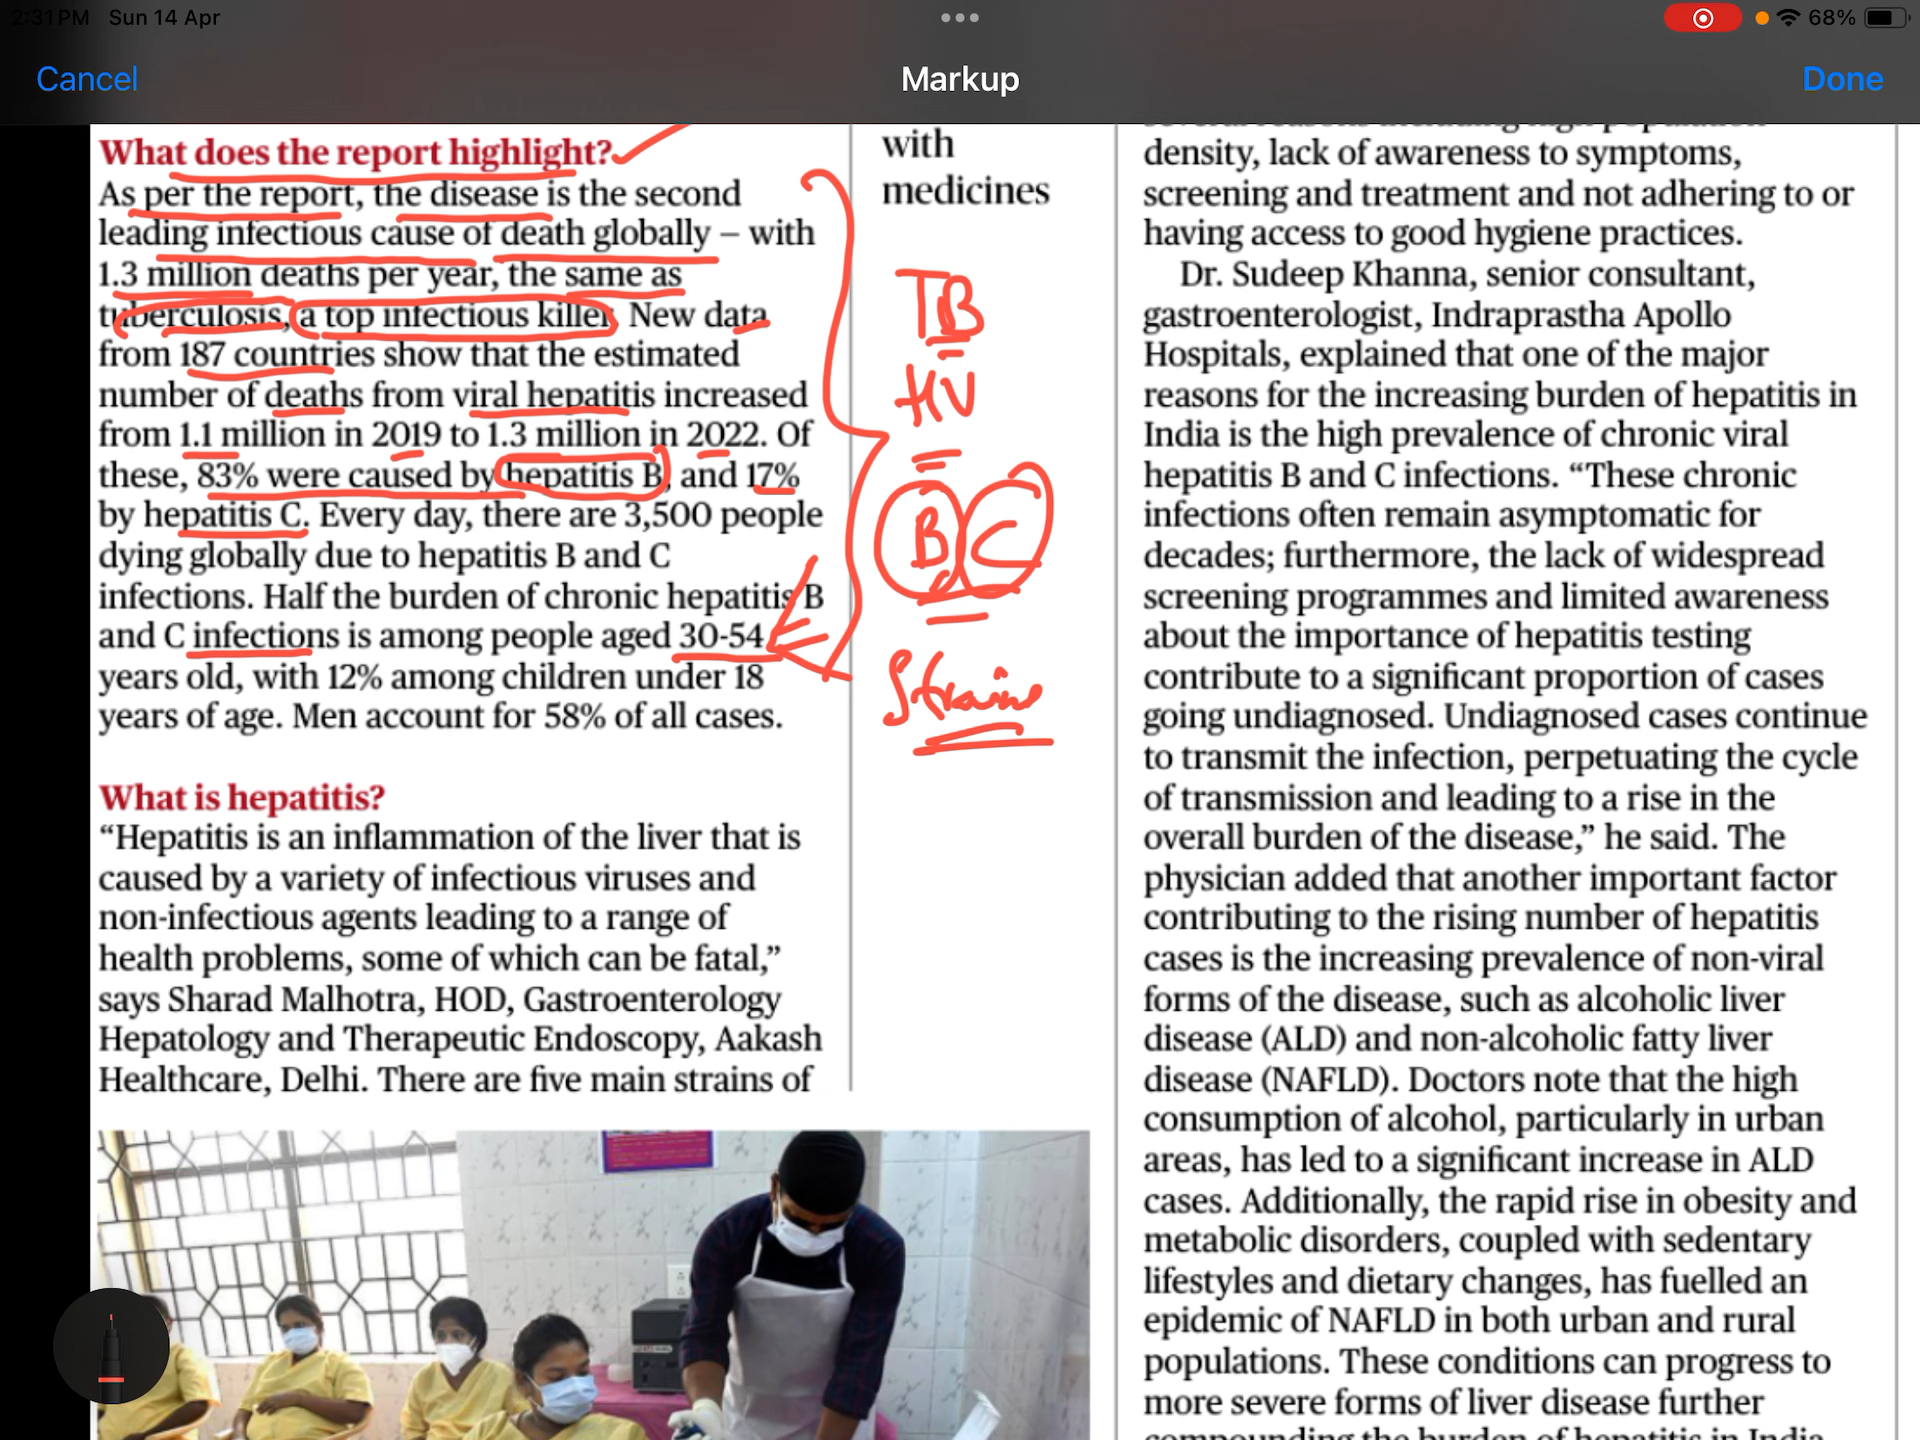 2:31 PM Sun 14 Apr
68%
Cancel
Markup
Done
What does the report highlight?
As per the report, the disease is the second
leading infectious cause of death globally – with
1.3 million deaths per year, the same as
tuberculosis, a top infectious killer. New data
from 187 countries show that the estimated
number of deaths from viral hepatitis increased
from 1.1 million in 2019 to 1.3 million in 2022. Of
these, 83% were caused by hepatitis B, and 17%
by hepatitis C. Every day, there are 3,500 people
dying globally due to hepatitis B and C
infections. Half the burden of chronic hepatitis B
and C infections is among people aged 30-54
years old, with 12% among children under 18
years of age. Men account for 58% of all cases.
What is hepatitis?
“Hepatitis is an inflammation of the liver that is
caused by a variety of infectious viruses and
non-infectious agents leading to a range of
health problems, some of which can be fatal,”
says Sharad Malhotra, HOD, Gastroenterology
Hepatology and Therapeutic Endoscopy, Aakash
Healthcare, Delhi. There are five main strains of
with
medicines
TB
HV
B C
Strains
density, lack of awareness to symptoms,
screening and treatment and not adhering to or
having access to good hygiene practices.
Dr. Sudeep Khanna, senior consultant,
gastroenterologist, Indraprastha Apollo
Hospitals, explained that one of the major
reasons for the increasing burden of hepatitis in
India is the high prevalence of chronic viral
hepatitis B and C infections. “These chronic
infections often remain asymptomatic for
decades; furthermore, the lack of widespread
screening programmes and limited awareness
about the importance of hepatitis testing
contribute to a significant proportion of cases
going undiagnosed. Undiagnosed cases continue
to transmit the infection, perpetuating the cycle
of transmission and leading to a rise in the
overall burden of the disease,” he said. The
physician added that another important factor
contributing to the rising number of hepatitis
cases is the increasing prevalence of non-viral
forms of the disease, such as alcoholic liver
disease (ALD) and non-alcoholic fatty liver
disease (NAFLD). Doctors note that the high
consumption of alcohol, particularly in urban
areas, has led to a significant increase in ALD
cases. Additionally, the rapid rise in obesity and
metabolic disorders, coupled with sedentary
lifestyles and dietary changes, has fuelled an
epidemic of NAFLD in both urban and rural
populations. These conditions can progress to
more severe forms of liver disease further
compounding the burden of hepatitis in India